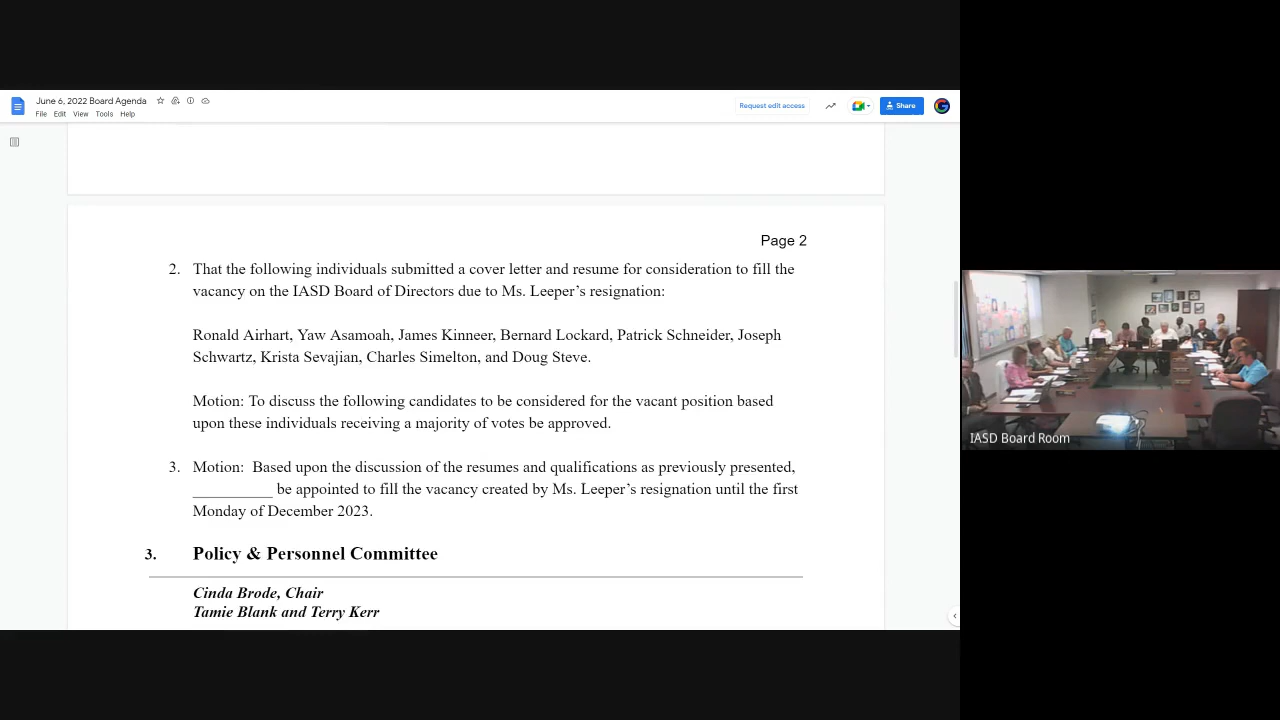 June 6, 2022 Board Agenda
File Edit View Tools Help
Request edit access
Share
Page 2
2. That the following individuals submitted a cover letter and resume for consideration to fill the
vacancy on the IASD Board of Directors due to Ms. Leeper’s resignation:
Ronald Airhart, Yaw Asamoah, James Kinneer, Bernard Lockard, Patrick Schneider, Joseph
Schwartz, Krista Sevajian, Charles Simelton, and Doug Steve.
Motion: To discuss the following candidates to be considered for the vacant position based
upon these individuals receiving a majority of votes be approved.
3. Motion: Based upon the discussion of the resumes and qualifications as previously presented,
__________ be appointed to fill the vacancy created by Ms. Leeper’s resignation until the first
Monday of December 2023.
3. Policy & Personnel Committee
Cinda Brode, Chair
Tamie Blank and Terry Kerr
IASD Board Room